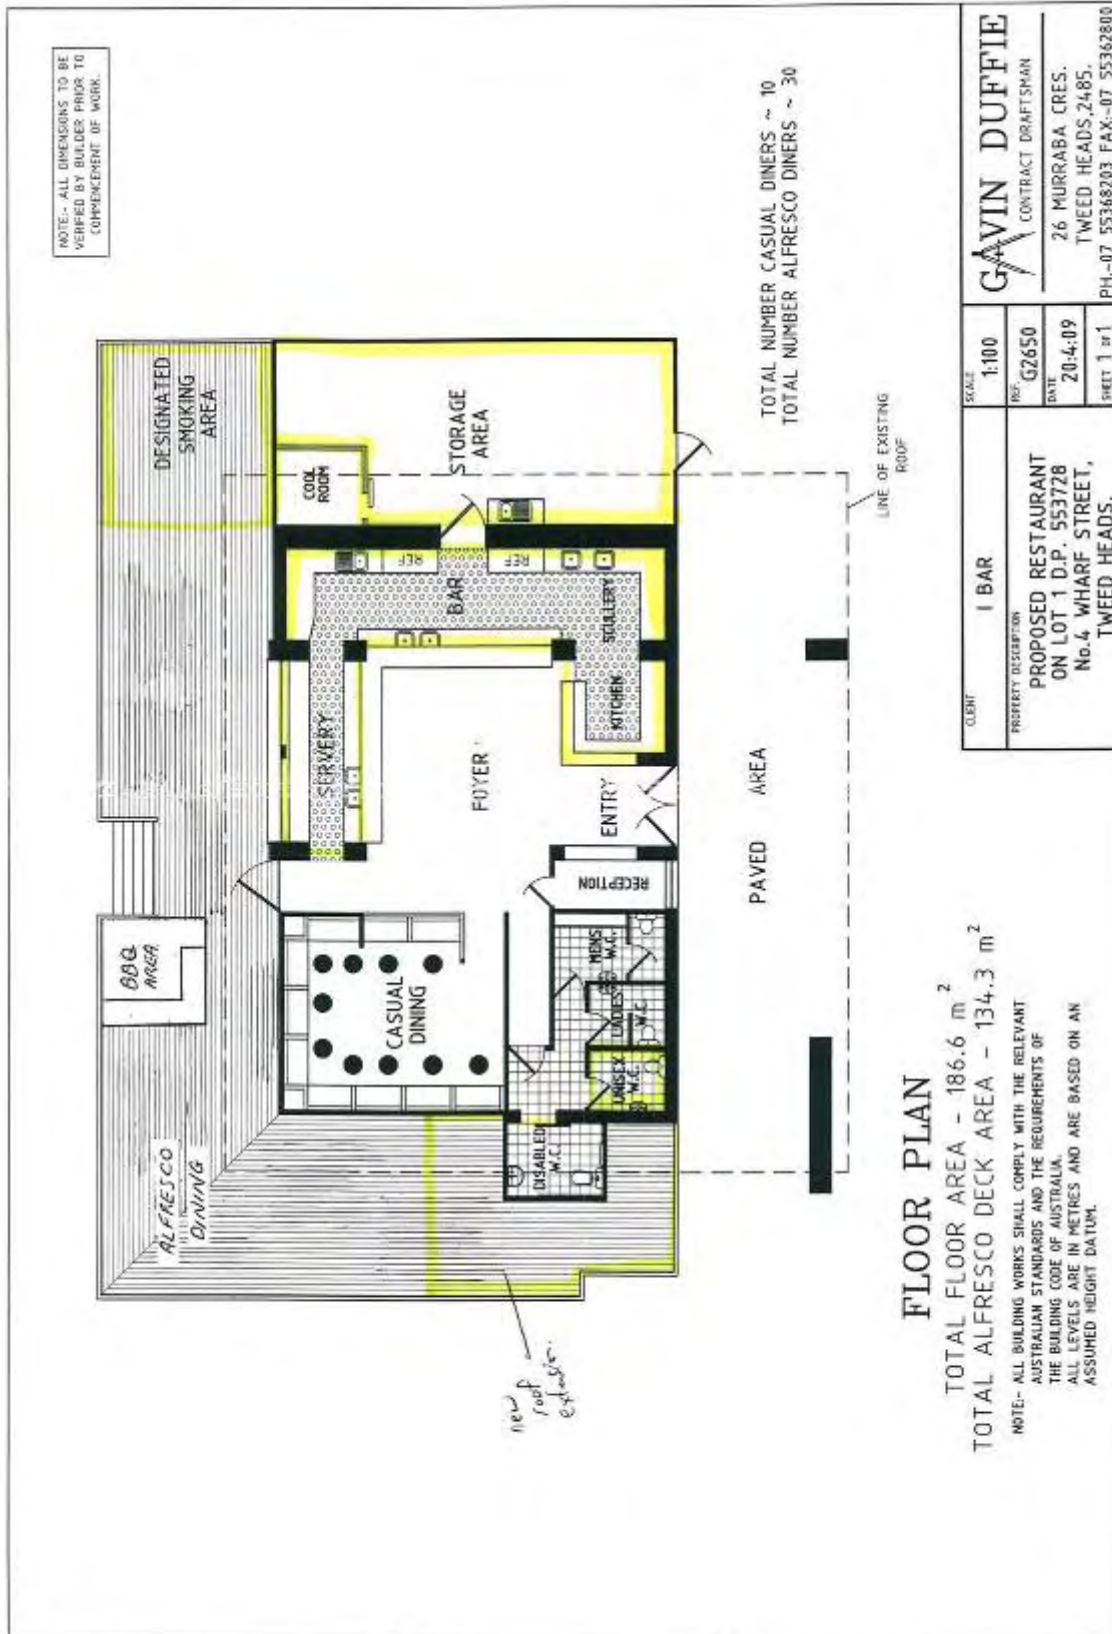 NOTE:- ALL DIMENSIONS TO BE
VERIFIED BY BUILDER PRIOR TO
COMMENCEMENT OF WORK.
ALFRESCO
DINING
BBQ
AREA
DESIGNATED
SMOKING
AREA
new
roof
extension.
CASUAL
DINING
SERVERY
COOL
ROOM
STORAGE
AREA
BAR
REF
REF
FOYER
DISABLED
W.C.
UNISEX
W.C.
LADIES
W.C.
MENS
W.C.
RECEPTION
ENTRY
KITCHEN
SCULLERY
PAVED AREA
LINE OF EXISTING
ROOF
TOTAL NUMBER CASUAL DINERS ~ 10
TOTAL NUMBER ALFRESCO DINERS ~ 30
FLOOR PLAN
TOTAL FLOOR AREA - 186.6 m²
TOTAL ALFRESCO DECK AREA - 134.3 m²
NOTE:- ALL BUILDING WORKS SHALL COMPLY WITH THE RELEVANT
AUSTRALIAN STANDARDS AND THE REQUIREMENTS OF
THE BUILDING CODE OF AUSTRALIA.
ALL LEVELS ARE IN METRES AND ARE BASED ON AN
ASSUMED HEIGHT DATUM.
CLIENT
I BAR
PROPERTY DESCRIPTION
PROPOSED RESTAURANT
ON LOT 1 D.P. 553728
No.4 WHARF STREET,
TWEED HEADS.
SCALE
1:100
REF.
G2650
DATE
20:4:09
SHEET 1 of 1
GAVIN DUFFIE
CONTRACT DRAFTSMAN
26 MURRABA CRES.
TWEED HEADS,2485.
PH.-07 55368203 FAX:-07 55362800